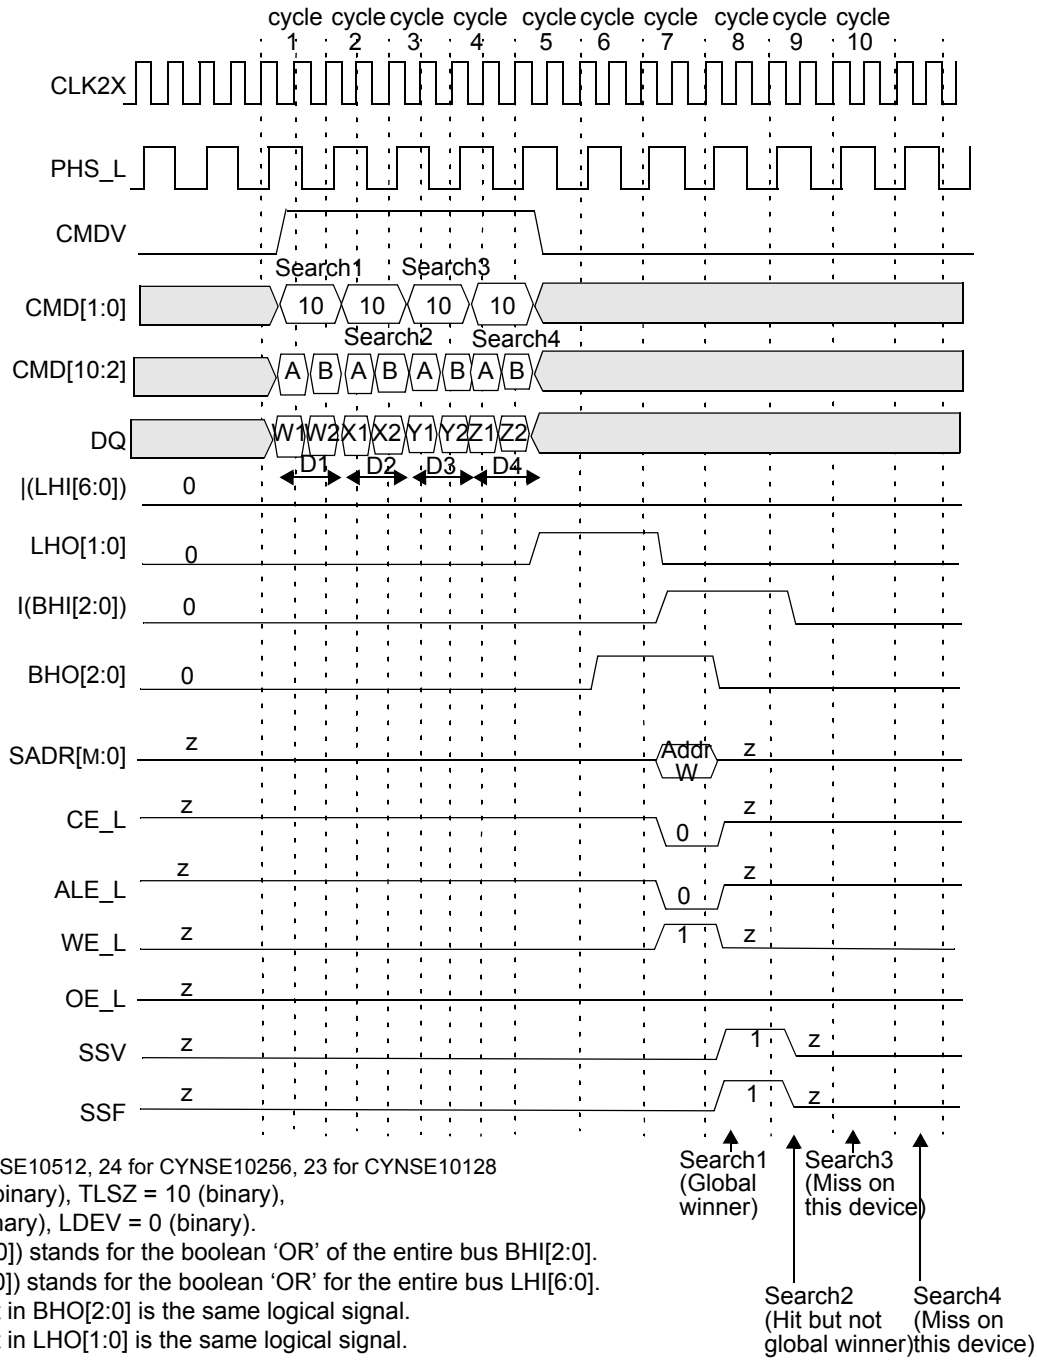 cycle cycle cycle cycle cycle cycle cycle cycle cycle cycle
1 2 3 4 5 6 7 8 9 10
CLK2X
PHS_L
CMDV
Search1 Search3
CMD[1:0] 10 10 10 10
Search2 Search4
CMD[10:2] A B A B A B A B
DQ W1 W2 X1 X2 Y1 Y2 Z1 Z2
D1 D2 D3 D4
|(LHI[6:0]) 0
LHO[1:0] 0
I(BHI[2:0]) 0
BHO[2:0] 0
SADR[M:0] z Addr W z
CE_L z 0 z
ALE_L z 0 z
WE_L z 1 z
OE_L z
SSV z 1 z
SSF z 1 z
Search1 (Global winner)
Search3 (Miss on this device)
Search2 (Hit but not global winner)
Search4 (Miss on this device)
SE10512, 24 for CYNSE10256, 23 for CYNSE10128
binary), TLSZ = 10 (binary),
nary), LDEV = 0 (binary).
0]) stands for the boolean ‘OR’ of the entire bus BHI[2:0].
0]) stands for the boolean ‘OR’ for the entire bus LHI[6:0].
t in BHO[2:0] is the same logical signal.
t in LHO[1:0] is the same logical signal.